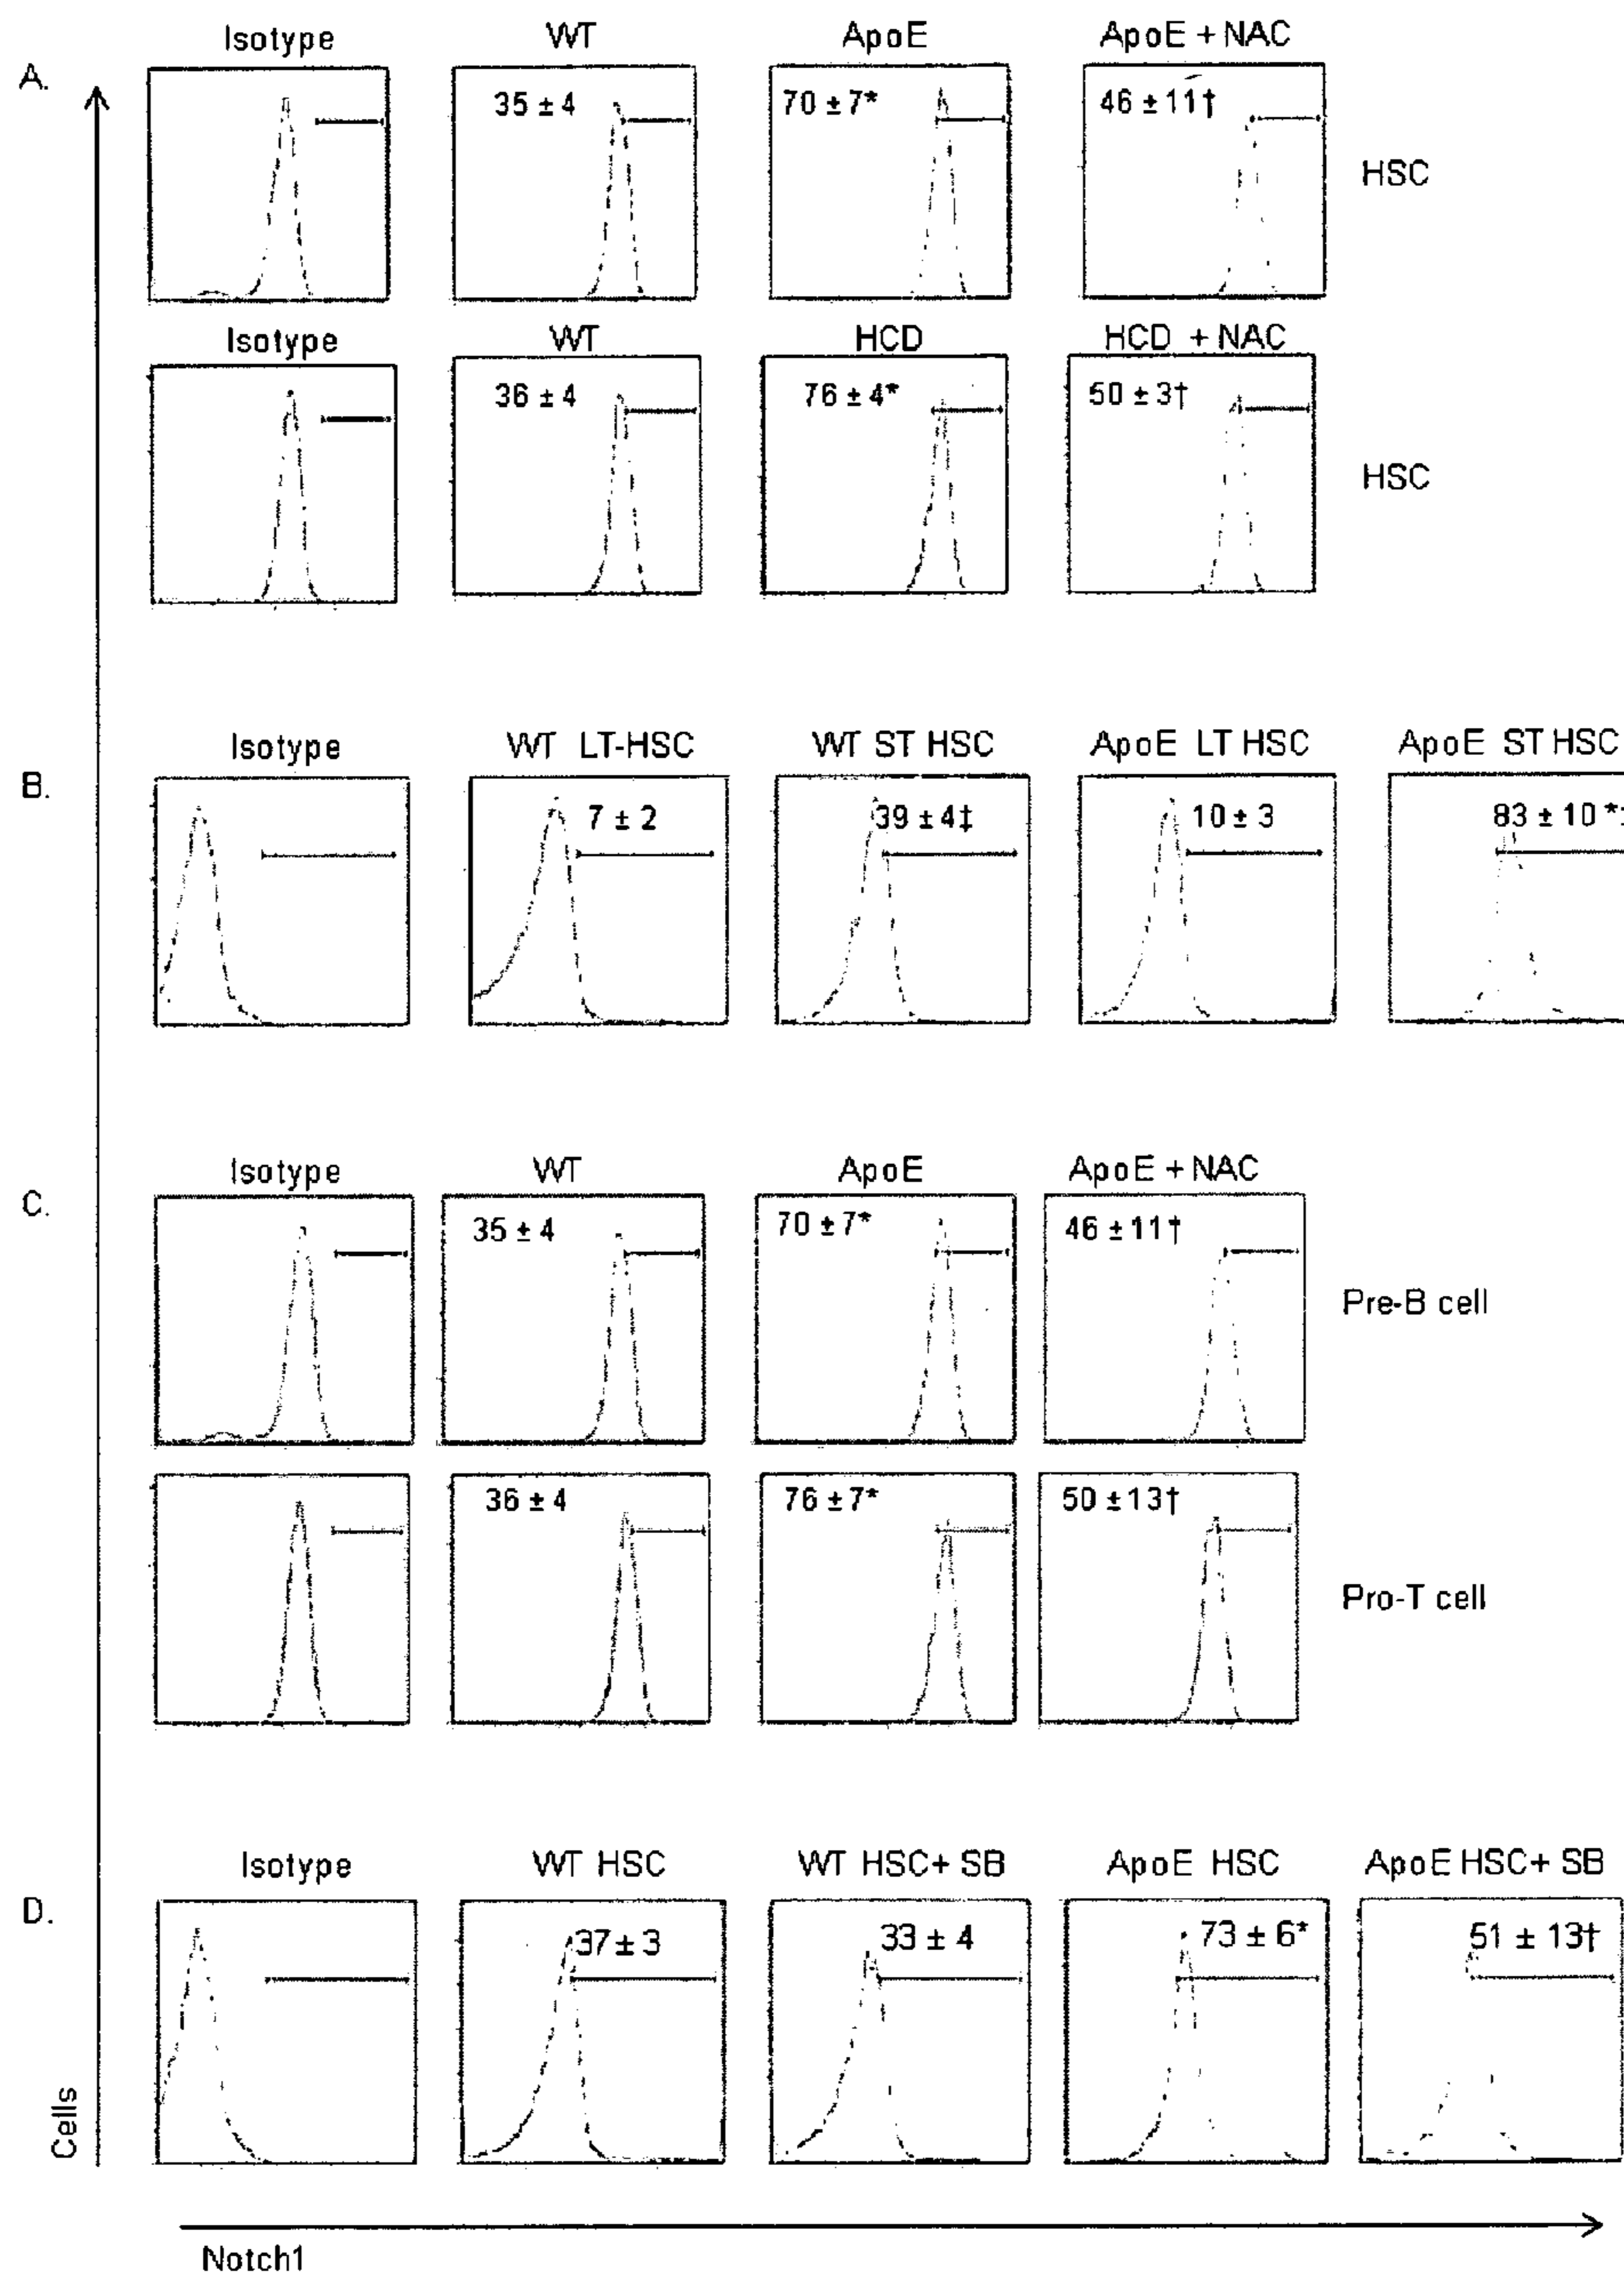 Isotype WT ApoE ApoE + NAC
A.
35 ± 4 70 ± 7* 46 ± 11†
HSC
Isotype WT HCD HCD + NAC
36 ± 4 76 ± 4* 50 ± 3†
HSC
Isotype WT LT-HSC WT ST HSC ApoE LT HSC ApoE ST HSC
B.
7 ± 2 39 ± 4‡ 10 ± 3 83 ± 10 *
Isotype WT ApoE ApoE + NAC
C.
35 ± 4 70 ± 7* 46 ± 11†
Pre-B cell
36 ± 4 76 ± 7* 50 ± 13†
Pro-T cell
Isotype WT HSC WT HSC+ SB ApoE HSC ApoE HSC+ SB
D.
37 ± 3 33 ± 4 73 ± 6* 51 ± 13†
Cells
Notch1